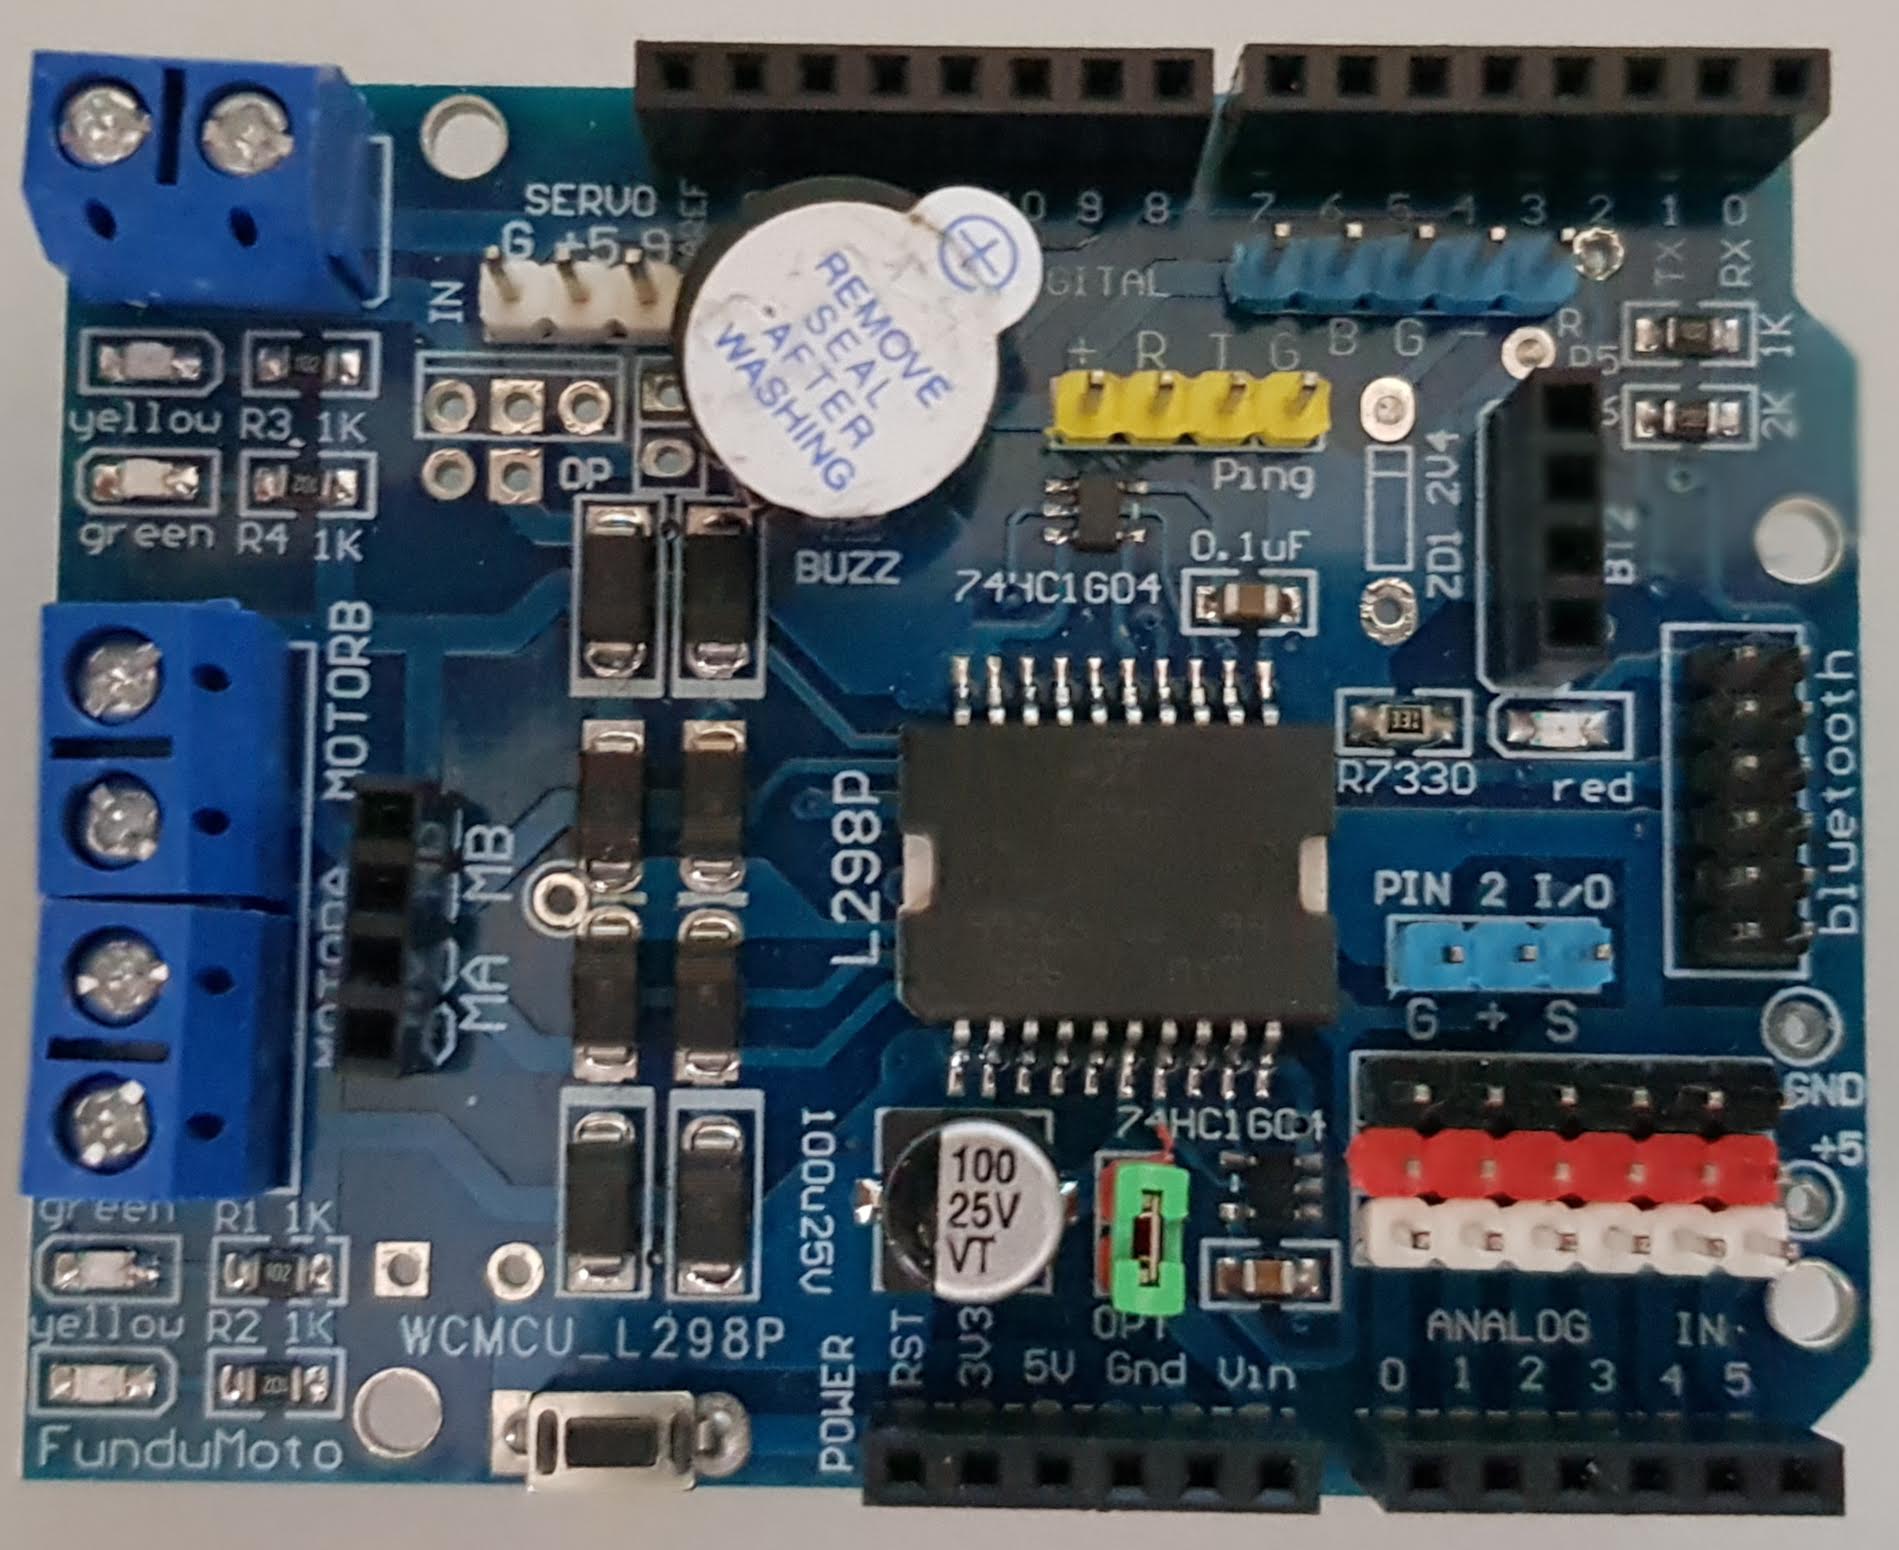 SERVO
G +5 9
AREF
IN
10 9 8
7 6 5 4 3 2 1 0
TX
RX
GITAL
REMOVE
SEAL
AFTER
WASHING
+ R T G B G -
R
1K
2K
yellow
R3 1K
green
R4 1K
OP
Ping
BUZZ
74HC1G04
0.1uF
ZD1 2V4
BT2
MOTORB
MOTORA
MB
MA
L298P
R7330
red
bluetooth
PIN 2 I/O
G + S
GND
+5
74HC1G04
100u25V
100
25V
VT
OPT
green
R1 1K
102
yellow
R2 1K
WCMCU_L298P
FunduMoto
POWER
RST
3V3
5V
Gnd
Vin
ANALOG IN
0 1 2 3 4 5